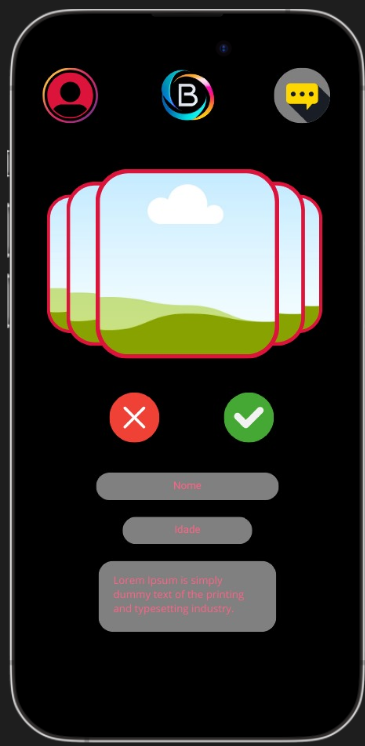 B
Nome
Idade
Lorem Ipsum is simply
dummy text of the printing
and typesetting industry.